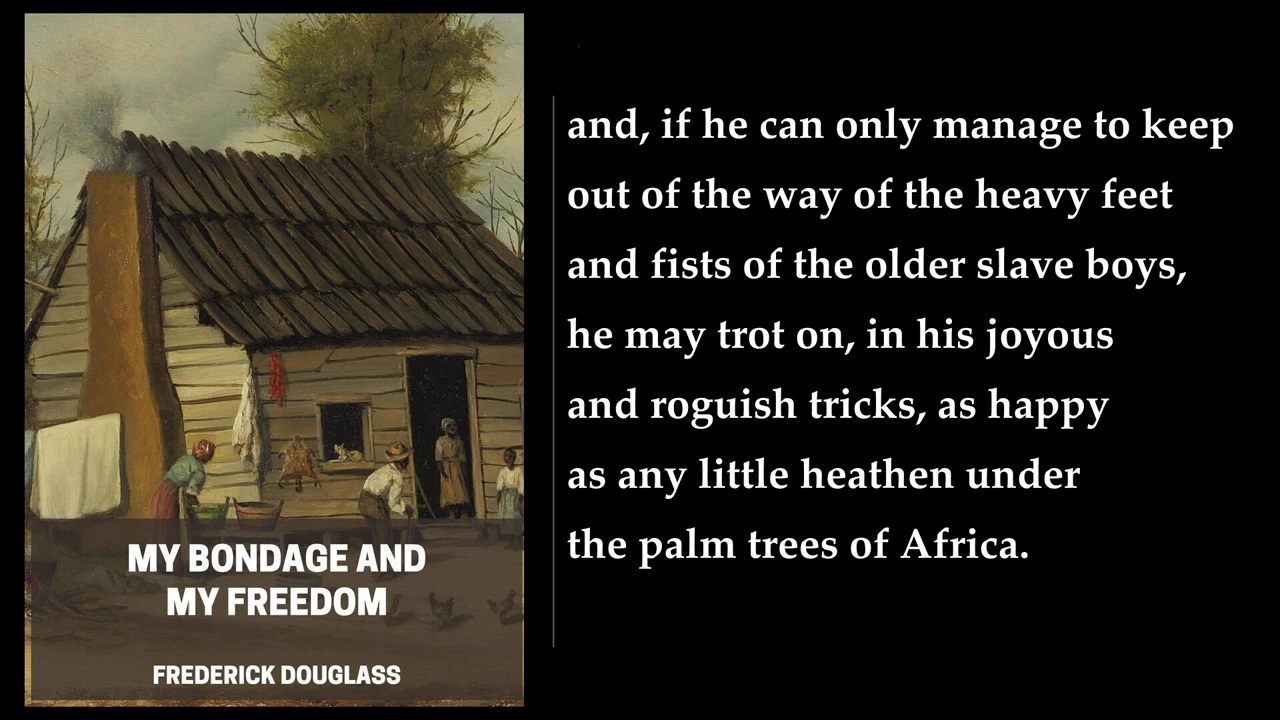 MY BONDAGE AND
MY FREEDOM
FREDERICK DOUGLASS
and, if he can only manage to keep
out of the way of the heavy feet
and fists of the older slave boys,
he may trot on, in his joyous
and roguish tricks, as happy
as any little heathen under
the palm trees of Africa.